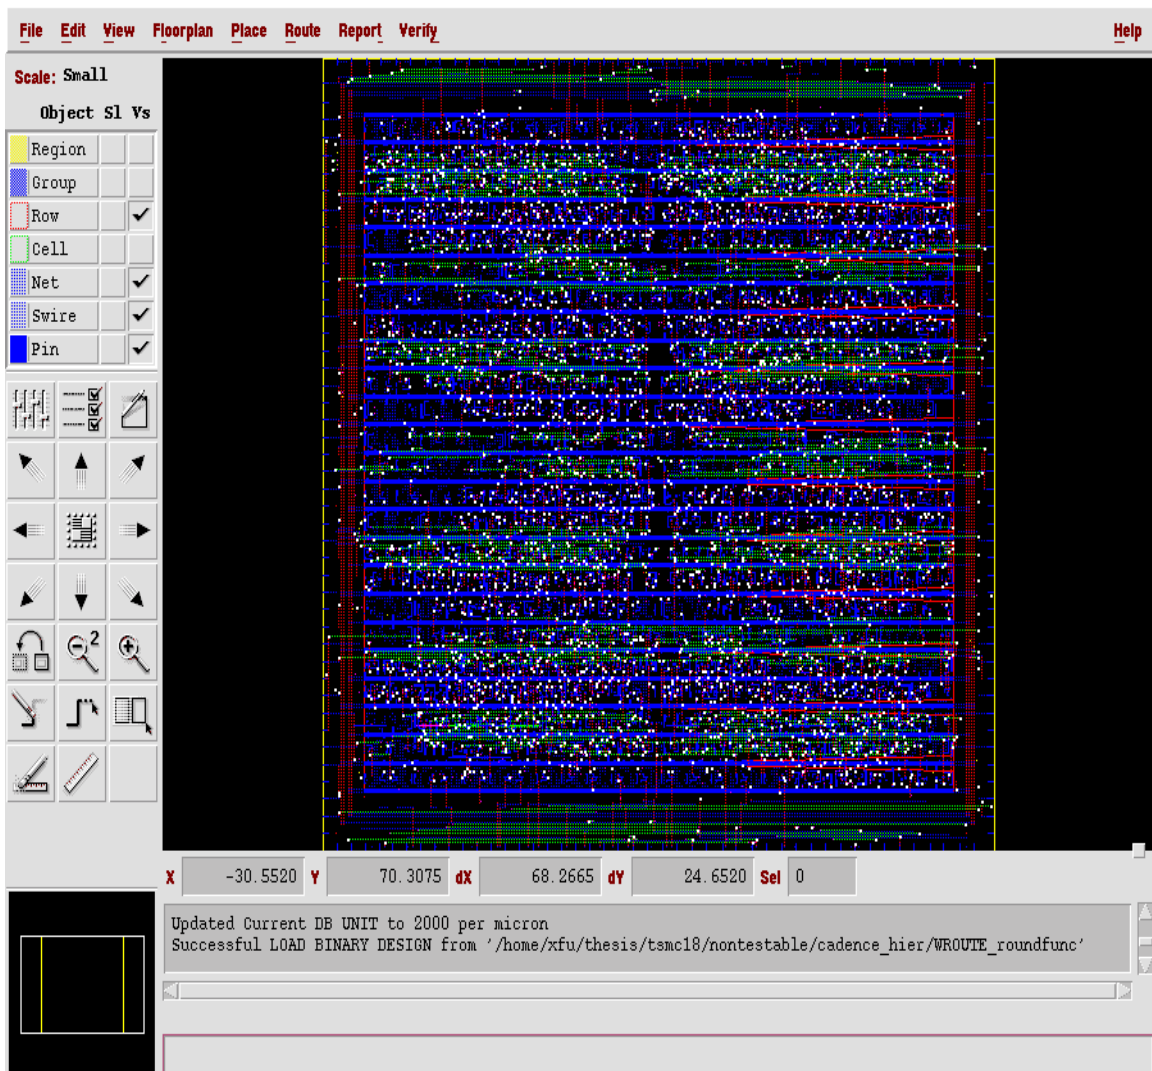 File Edit View Floorplan Place Route Report Verify Help
Scale: Small
Object Sl Vs
Region
Group
Row
Cell
Net
Swire
Pin
2
X -30.5520 Y 70.3075 dX 68.2665 dY 24.6520 Sel 0
Updated Current DB UNIT to 2000 per micron
Successful LOAD BINARY DESIGN from '/home/xfu/thesis/tsmc18/nontestable/cadence_hier/WROUTE_roundfunc'